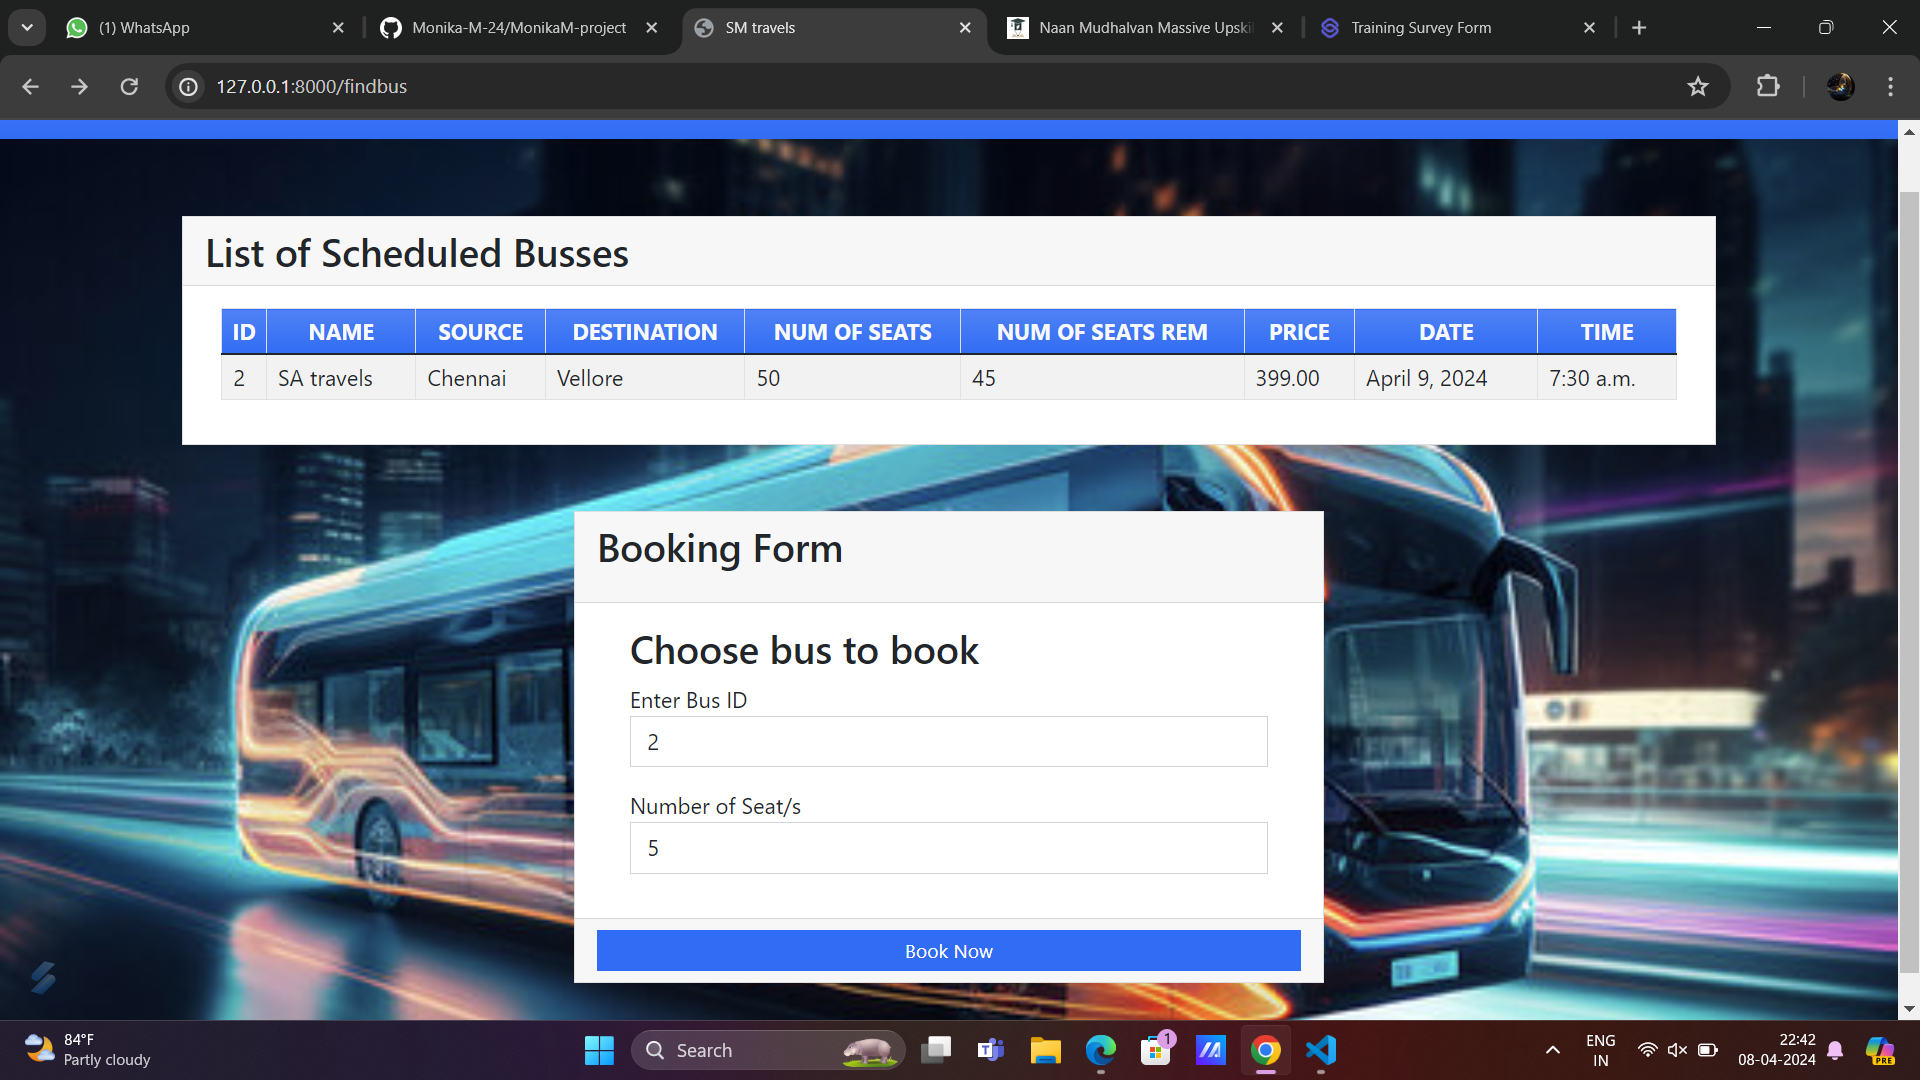 (1) WhatsApp
Monika-M-24/MonikaM-project
SM travels
Naan Mudhalvan Massive Upskil
Training Survey Form
127.0.0.1:8000/findbus
List of Scheduled Busses
ID NAME SOURCE DESTINATION NUM OF SEATS NUM OF SEATS REM PRICE DATE TIME
2 SA travels Chennai Vellore 50 45 399.00 April 9, 2024 7:30 a.m.
Booking Form
Choose bus to book
Enter Bus ID
2
Number of Seat/s
5
Book Now
84°F
Partly cloudy
Search
1
PRE
ENG
IN
22:42
08-04-2024